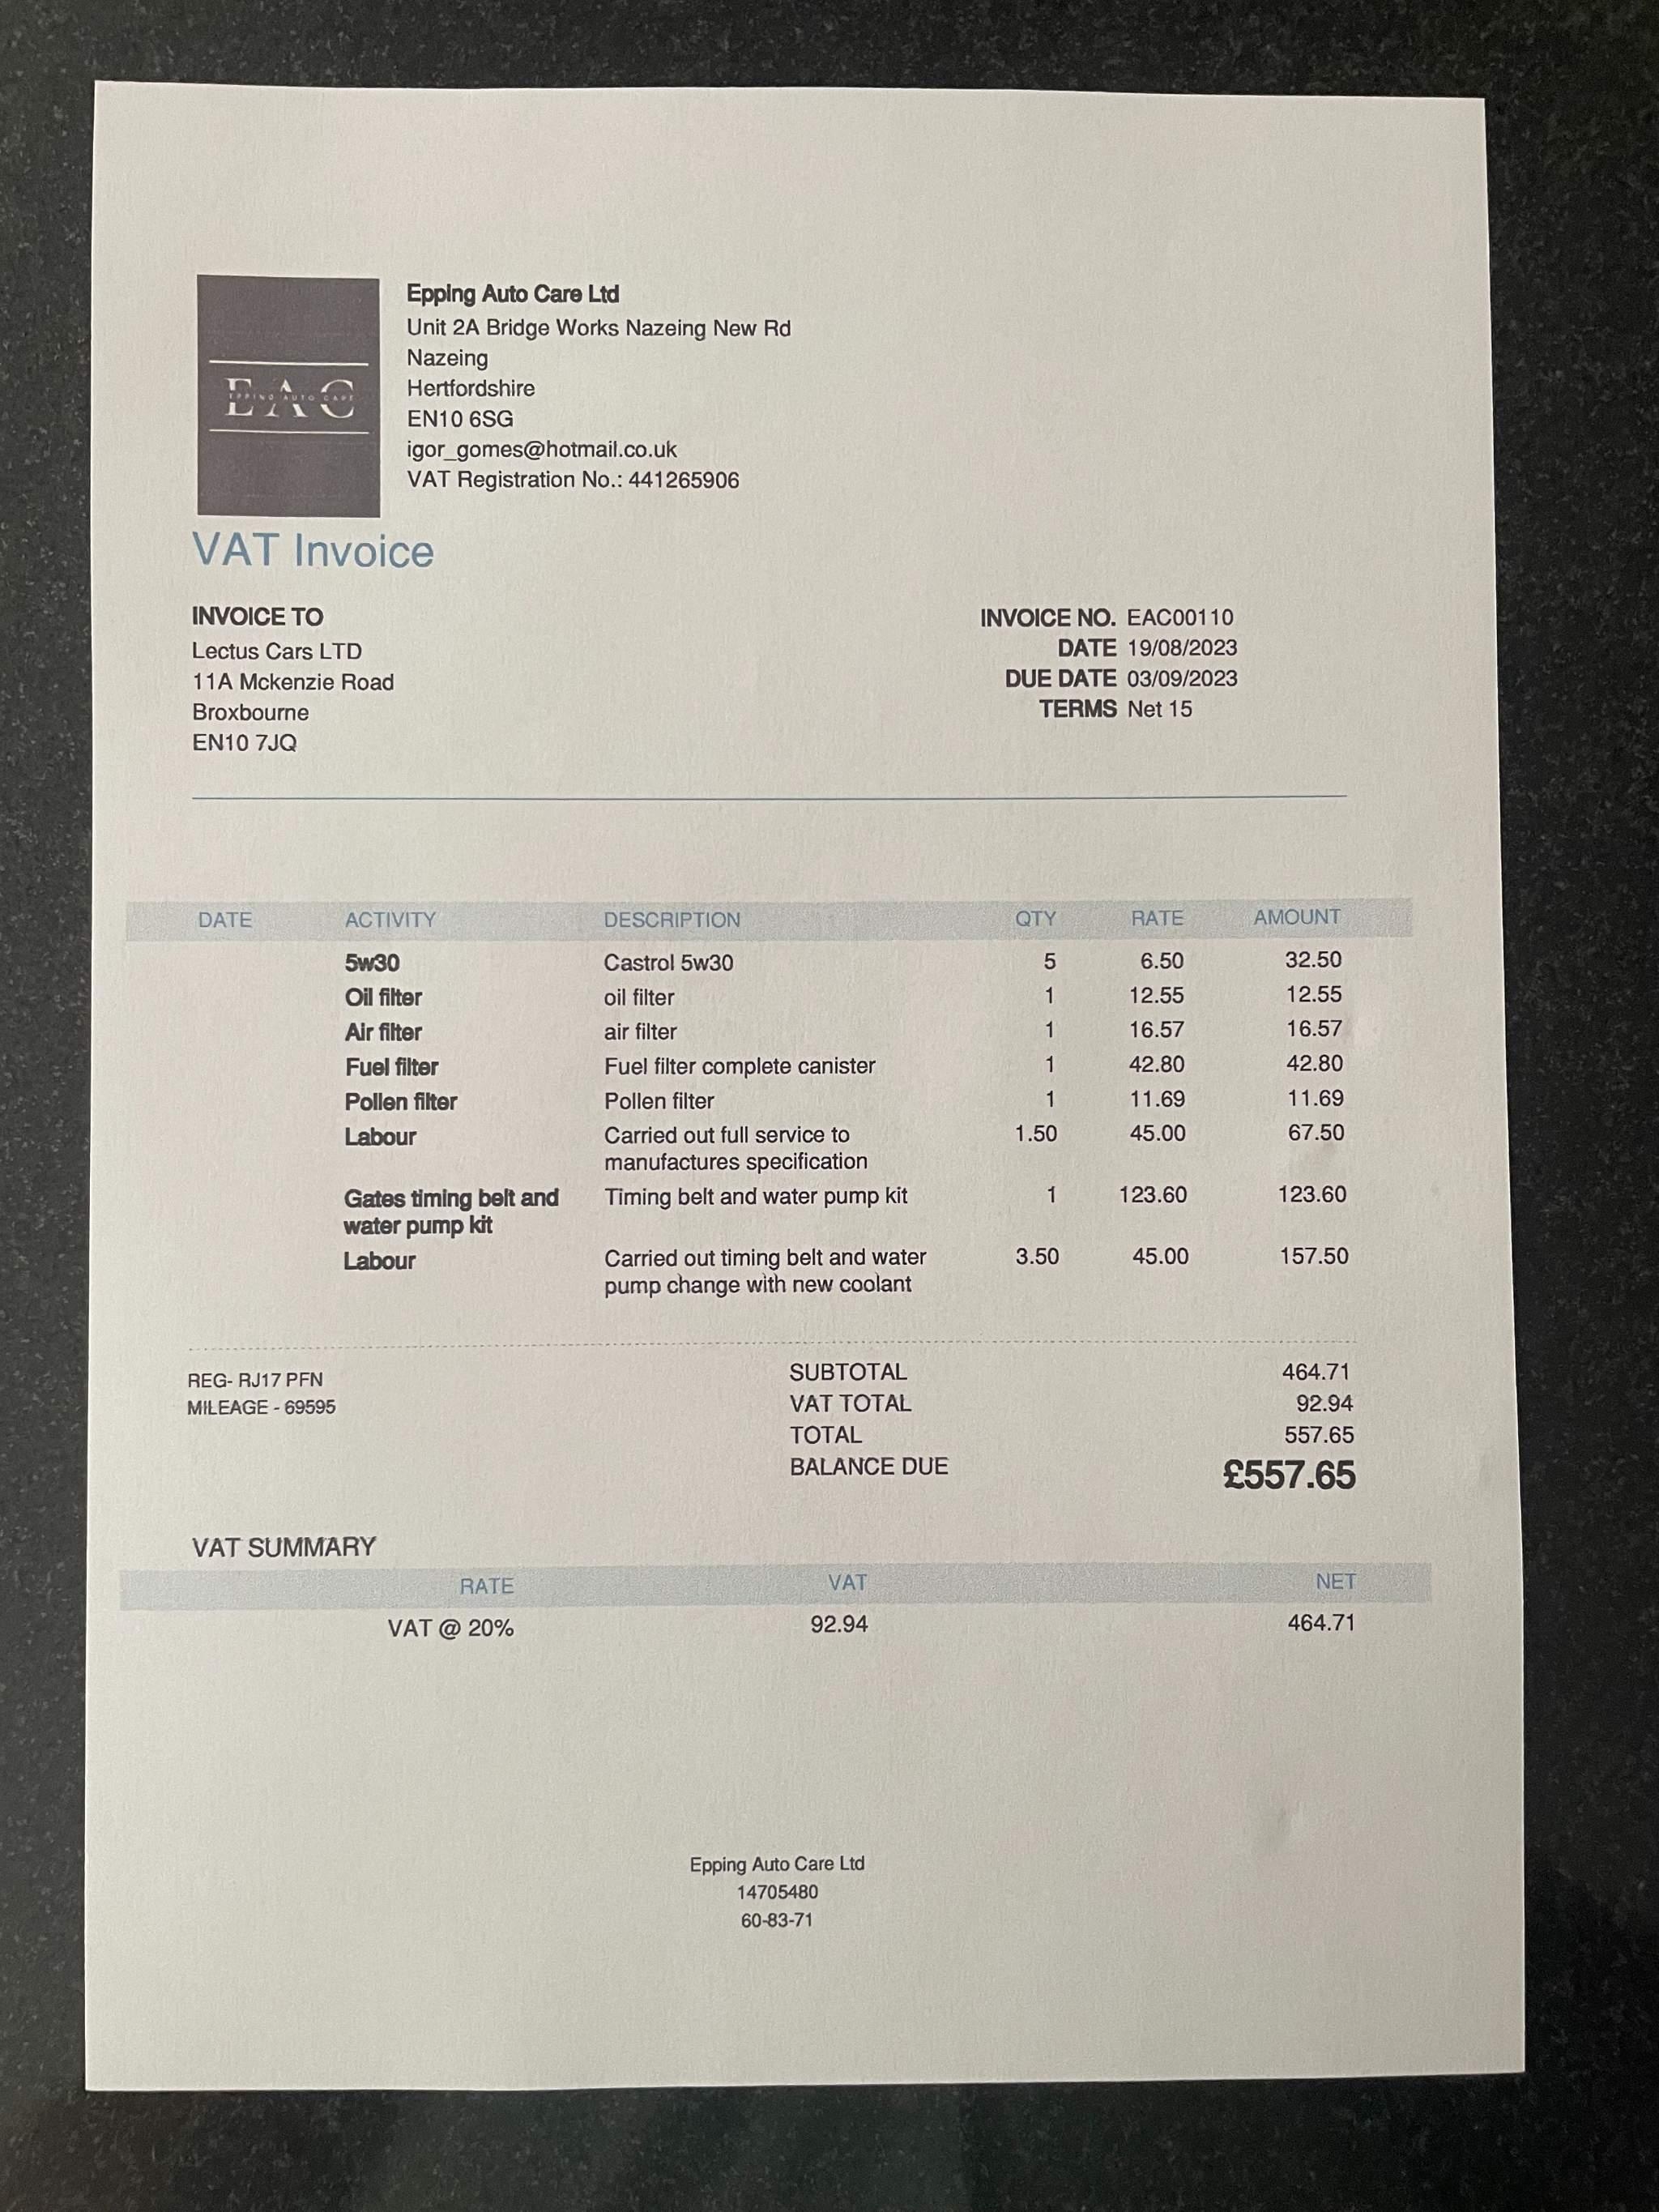 EAC
EPPING AUTO CARE
Epping Auto Care Ltd
Unit 2A Bridge Works Nazeing New Rd
Nazeing
Hertfordshire
EN10 6SG
igor_gomes@hotmail.co.uk
VAT Registration No.: 441265906
VAT Invoice
INVOICE TO
Lectus Cars LTD
11A Mckenzie Road
Broxbourne
EN10 7JQ
INVOICE NO. EAC00110
DATE 19/08/2023
DUE DATE 03/09/2023
TERMS Net 15
DATE ACTIVITY DESCRIPTION QTY RATE AMOUNT
5w30 Castrol 5w30 5 6.50 32.50
Oil filter oil filter 1 12.55 12.55
Air filter air filter 1 16.57 16.57
Fuel filter Fuel filter complete canister 1 42.80 42.80
Pollen filter Pollen filter 1 11.69 11.69
Labour Carried out full service to 1.50 45.00 67.50
manufactures specification
Gates timing belt and Timing belt and water pump kit 1 123.60 123.60
water pump kit
Labour Carried out timing belt and water 3.50 45.00 157.50
pump change with new coolant
REG- RJ17 PFN
MILEAGE - 69595
SUBTOTAL 464.71
VAT TOTAL 92.94
TOTAL 557.65
BALANCE DUE £557.65
VAT SUMMARY
RATE VAT NET
VAT @ 20% 92.94 464.71
Epping Auto Care Ltd
14705480
60-83-71